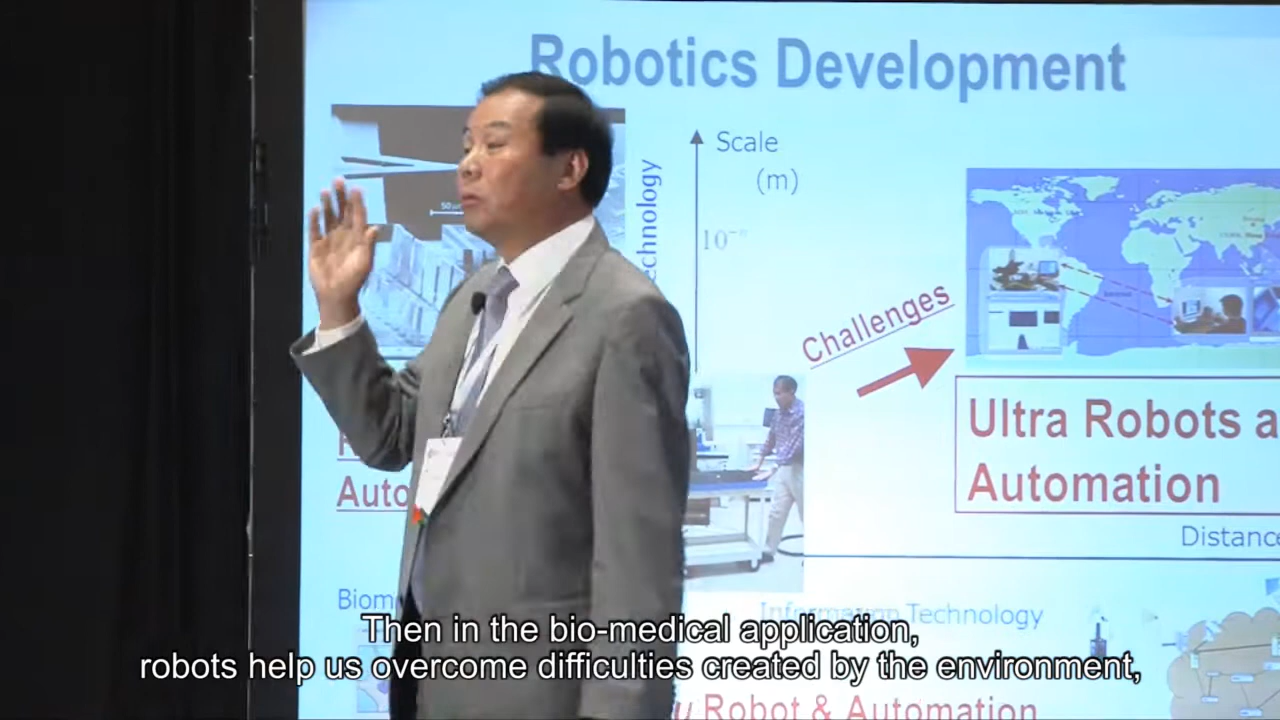 Robotics Development
Scale
(m)
Challenges
Ultra Robots a
Automation
Auto
Distance
Information Technology
Robot & Automation
Then in the bio-medical application,
robots help us overcome difficulties created by the environment,